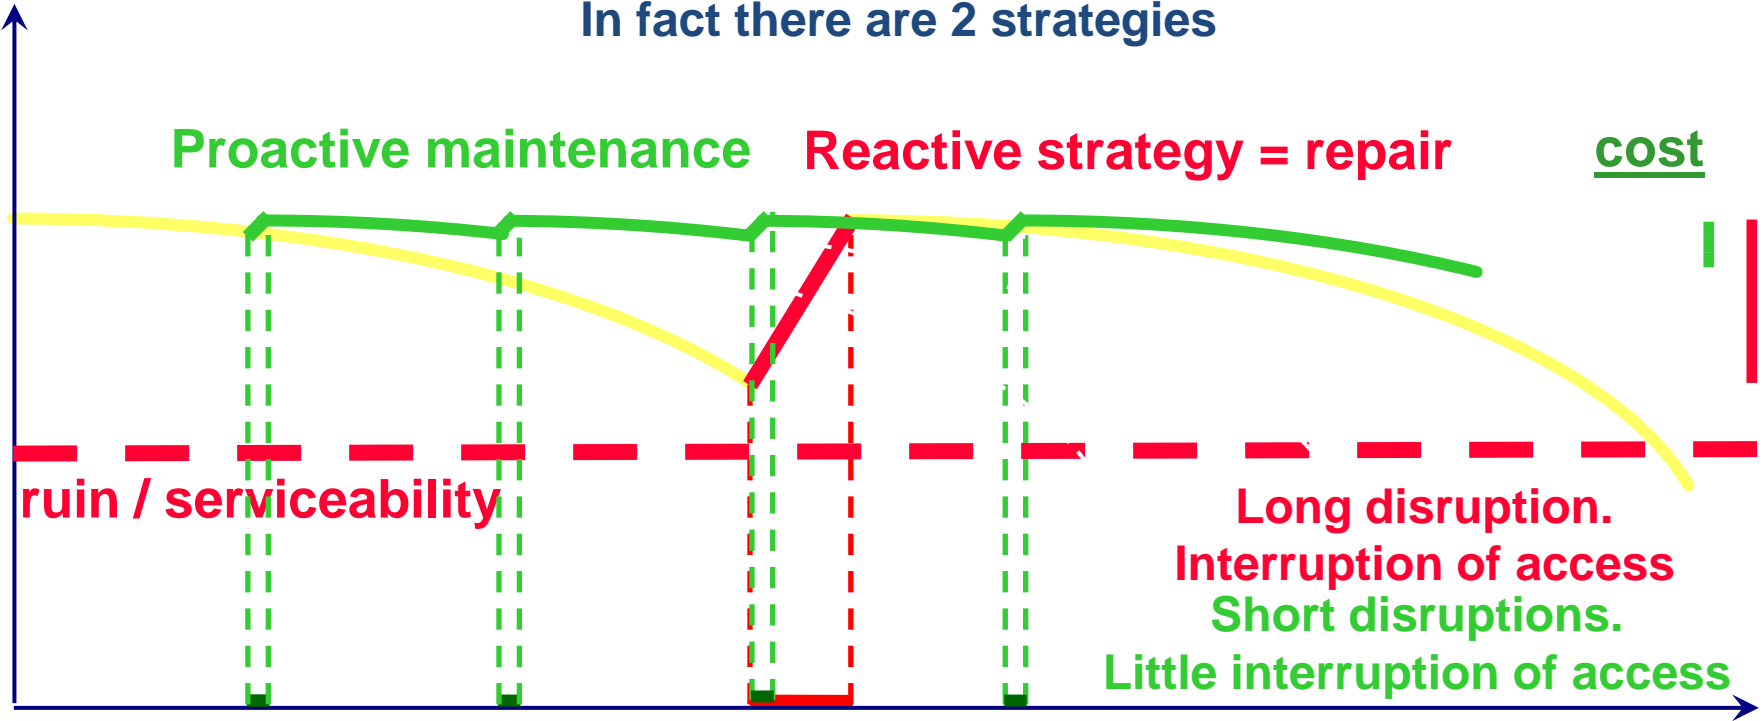 In fact there are 2 strategies
Proactive maintenance
Reactive strategy = repair
cost
ruin / serviceability
Long disruption.
Interruption of access
Short disruptions.
Little interruption of access